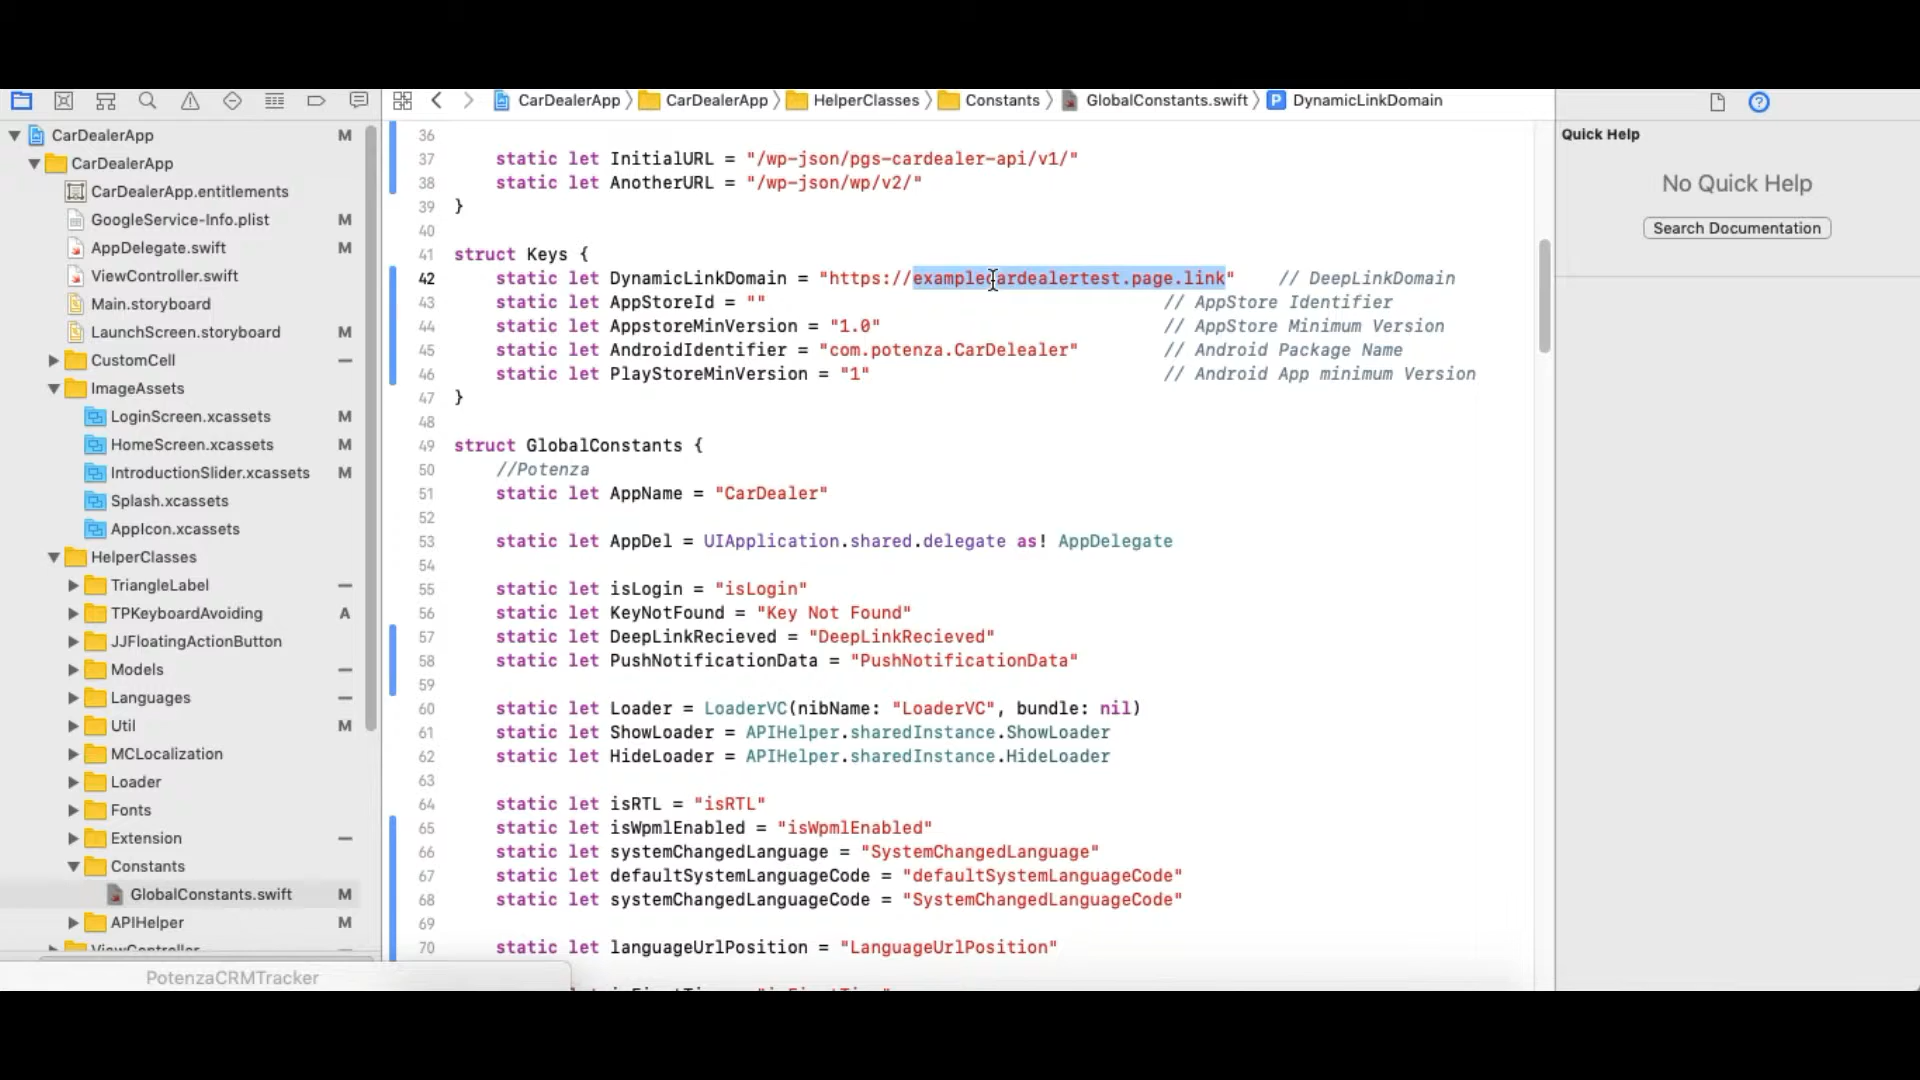 CarDealerApp
CarDealerApp
HelperClasses
Constants
GlobalConstants.swift
P
DynamicLinkDomain
CarDealerApp M
CarDealerApp
CarDealerApp.entitlements
GoogleService-Info.plist M
AppDelegate.swift M
ViewController.swift
Main.storyboard
LaunchScreen.storyboard M
CustomCell —
ImageAssets
LoginScreen.xcassets M
HomeScreen.xcassets M
IntroductionSlider.xcassets M
Splash.xcassets
AppIcon.xcassets
HelperClasses
TriangleLabel —
TPKeyboardAvoiding A
JJFloatingActionButton
Models —
Languages —
Util M
MCLocalization
Loader
Fonts
Extension —
Constants
GlobalConstants.swift M
APIHelper M
ViewController
PotenzaCRMTracker
36
37 static let InitialURL = "/wp-json/pgs-cardealer-api/v1/"
38 static let AnotherURL = "/wp-json/wp/v2/"
39 }
40
41 struct Keys {
42 static let DynamicLinkDomain = "https://examplecardealertest.page.link" // DeepLinkDomain
43 static let AppStoreId = "" // AppStore Identifier
44 static let AppstoreMinVersion = "1.0" // AppStore Minimum Version
45 static let AndroidIdentifier = "com.potenza.CarDelealer" // Android Package Name
46 static let PlayStoreMinVersion = "1" // Android App minimum Version
47 }
48
49 struct GlobalConstants {
50 //Potenza
51 static let AppName = "CarDealer"
52
53 static let AppDel = UIApplication.shared.delegate as! AppDelegate
54
55 static let isLogin = "isLogin"
56 static let KeyNotFound = "Key Not Found"
57 static let DeepLinkRecieved = "DeepLinkRecieved"
58 static let PushNotificationData = "PushNotificationData"
59
60 static let Loader = LoaderVC(nibName: "LoaderVC", bundle: nil)
61 static let ShowLoader = APIHelper.sharedInstance.ShowLoader
62 static let HideLoader = APIHelper.sharedInstance.HideLoader
63
64 static let isRTL = "isRTL"
65 static let isWpmlEnabled = "isWpmlEnabled"
66 static let systemChangedLanguage = "SystemChangedLanguage"
67 static let defaultSystemLanguageCode = "defaultSystemLanguageCode"
68 static let systemChangedLanguageCode = "SystemChangedLanguageCode"
69
70 static let languageUrlPosition = "LanguageUrlPosition"
Quick Help
No Quick Help
Search Documentation